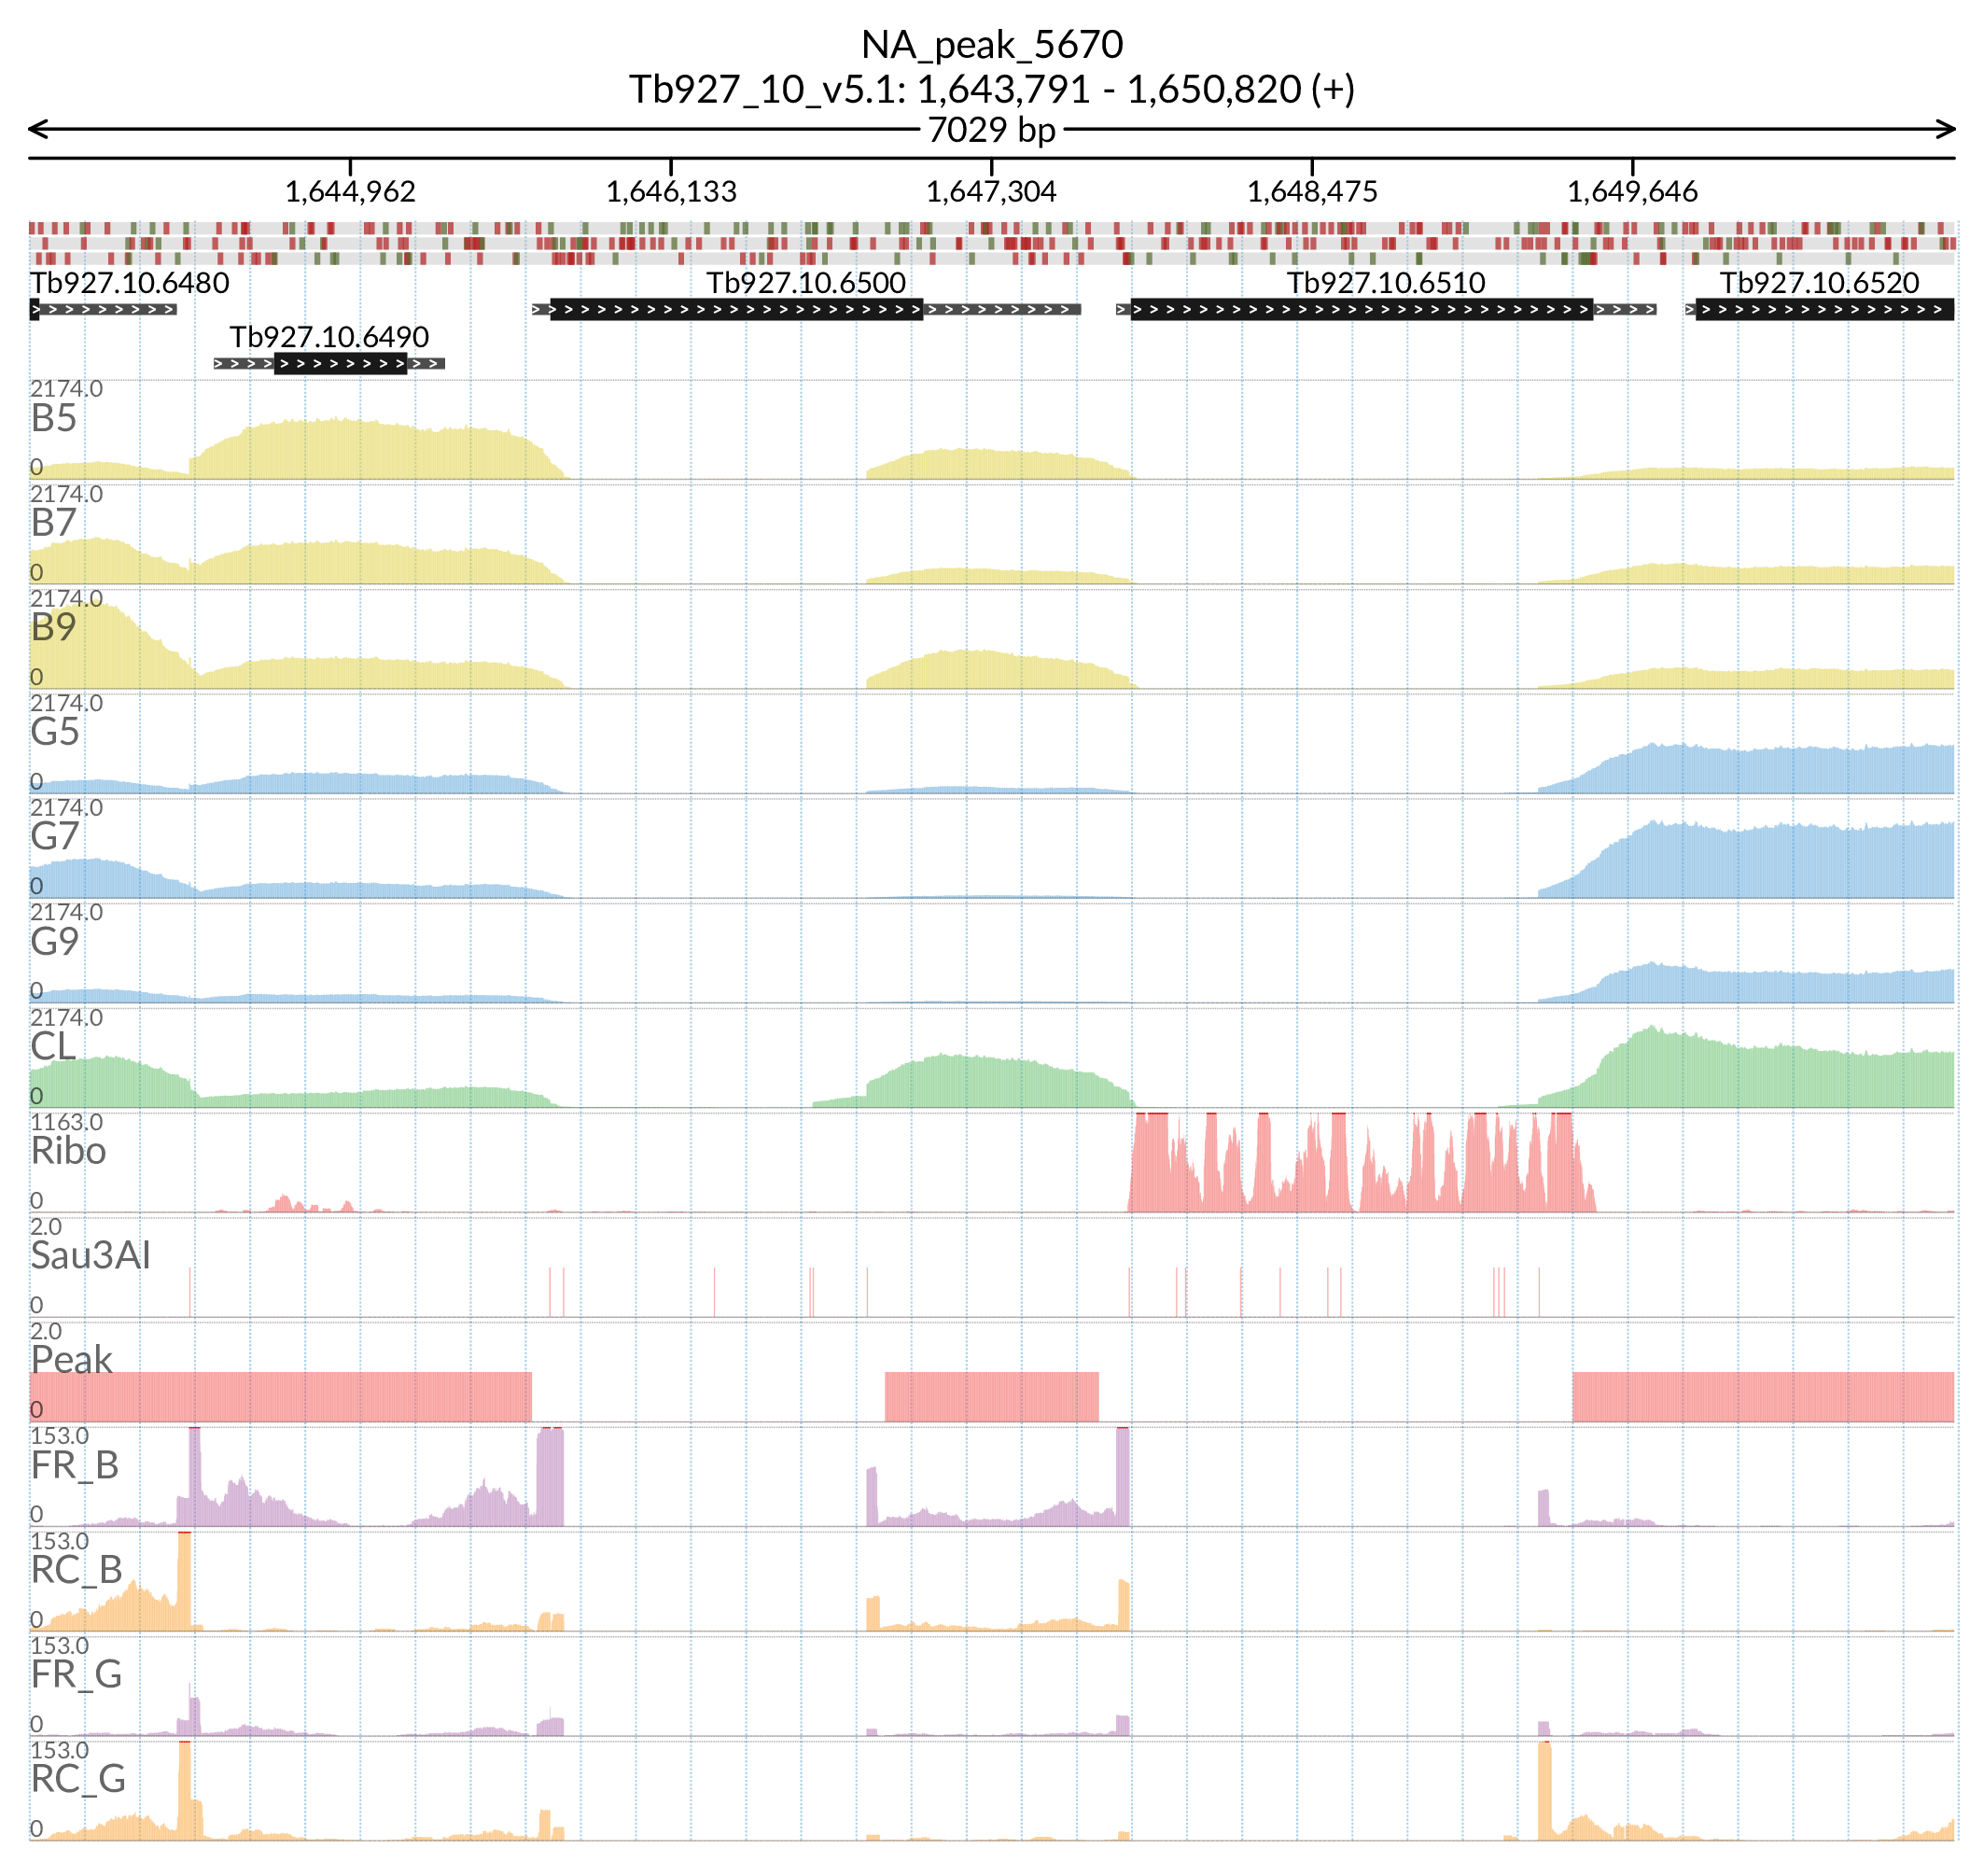 NA_peak_5670
Tb927_10_v5.1: 1,643,791 - 1,650,820 (+)
7029 bp
1,644,962 1,646,133 1,647,304 1,648,475 1,649,646
Tb927.10.6480 Tb927.10.6500 Tb927.10.6510 Tb927.10.6520
Tb927.10.6490
2174.0
B5
0
2174.0
B7
0
2174.0
B9
0
2174.0
G5
0
2174.0
G7
0
2174.0
G9
0
2174.0
CL
0
1163.0
Ribo
0
2.0
Sau3AI
0
2.0
Peak
0
153.0
FR_B
0
153.0
RC_B
0
153.0
FR_G
0
153.0
RC_G
0